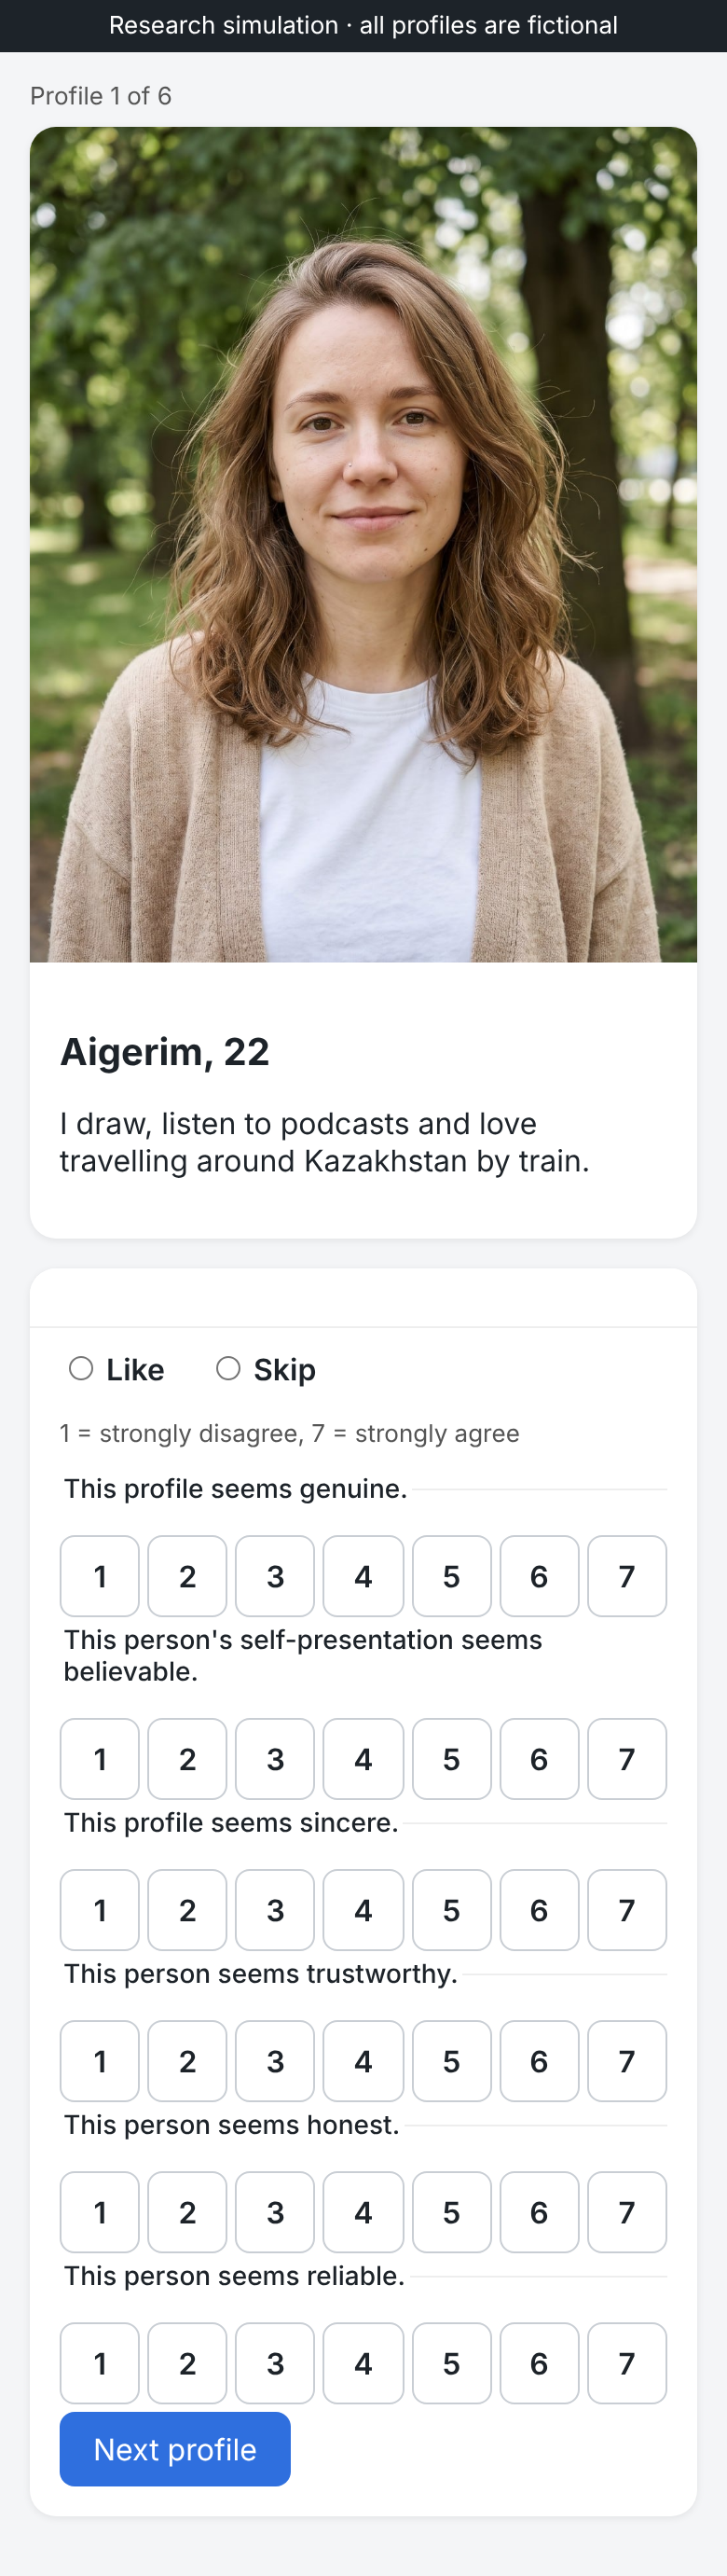 Research simulation · all profiles are fictional
Profile 1 of 6
Aigerim, 22
I draw, listen to podcasts and love
travelling around Kazakhstan by train.
Like Skip
1 = strongly disagree, 7 = strongly agree
This profile seems genuine.
1 2 3 4 5 6 7
This person's self-presentation seems
believable.
1 2 3 4 5 6 7
This profile seems sincere.
1 2 3 4 5 6 7
This person seems trustworthy.
1 2 3 4 5 6 7
This person seems honest.
1 2 3 4 5 6 7
This person seems reliable.
1 2 3 4 5 6 7
Next profile